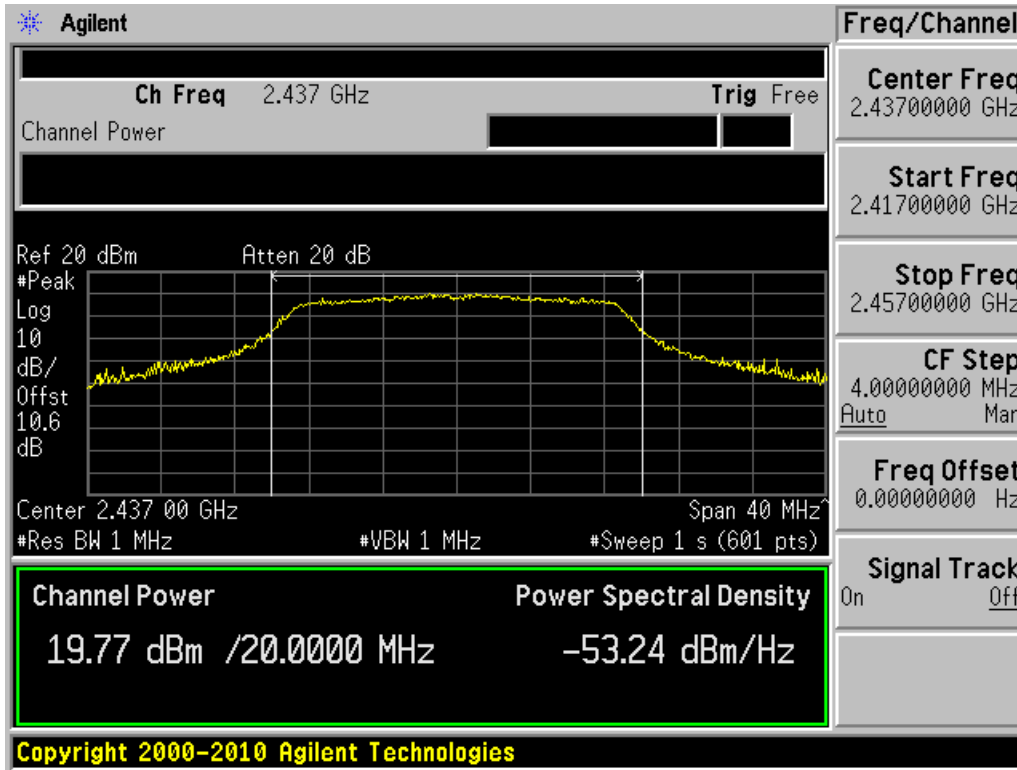 Agilent
Freq/Channel
Ch Freq 2.437 GHz Trig Free
Channel Power
Center Freq
2.43700000 GHz
Start Freq
2.41700000 GHz
Stop Freq
2.45700000 GHz
CF Step
4.00000000 MHz
Auto Man
Freq Offset
0.00000000 Hz
Signal Track
On Off
Ref 20 dBm Atten 20 dB
#Peak
Log
10
dB/
Offst
10.6
dB
Center 2.437 00 GHz Span 40 MHz^
#Res BW 1 MHz #VBW 1 MHz #Sweep 1 s (601 pts)
Channel Power Power Spectral Density
19.77 dBm /20.0000 MHz -53.24 dBm/Hz
Copyright 2000-2010 Agilent Technologies